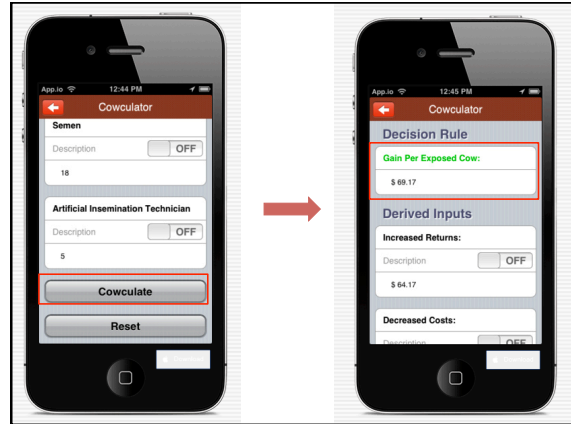 App.io 12:44 PM
Cowculator
Semen
Description OFF
18
Artificial Insemination Technician
Description OFF
5
Cowculate
Reset
App.io 12:45 PM
Cowculator
Decision Rule
Gain Per Exposed Cow:
$ 69.17
Derived Inputs
Increased Returns:
Description OFF
$ 64.17
Decreased Costs:
Description OFF